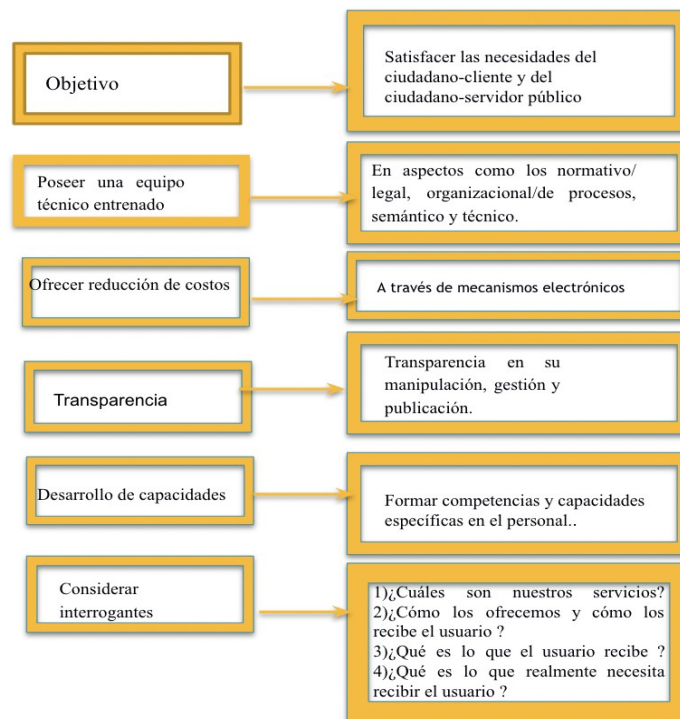 Objetivo
Satisfacer las necesidades del
ciudadano-cliente y del
ciudadano-servidor público
Poseer una equipo
técnico entrenado
En aspectos como los normativo/
legal, organizacional/de procesos,
semántico y técnico.
Ofrecer reducción de costos
A través de mecanismos electrónicos
Transparencia
Transparencia en su
manipulación, gestión y
publicación.
Desarrollo de capacidades
Formar competencias y capacidades
específicas en el personal..
Considerar
interrogantes
1)¿Cuáles son nuestros servicios?
2)¿Cómo los ofrecemos y cómo los
recibe el usuario ?
3)¿Qué es lo que el usuario recibe ?
4)¿Qué es lo que realmente necesita
recibir el usuario ?